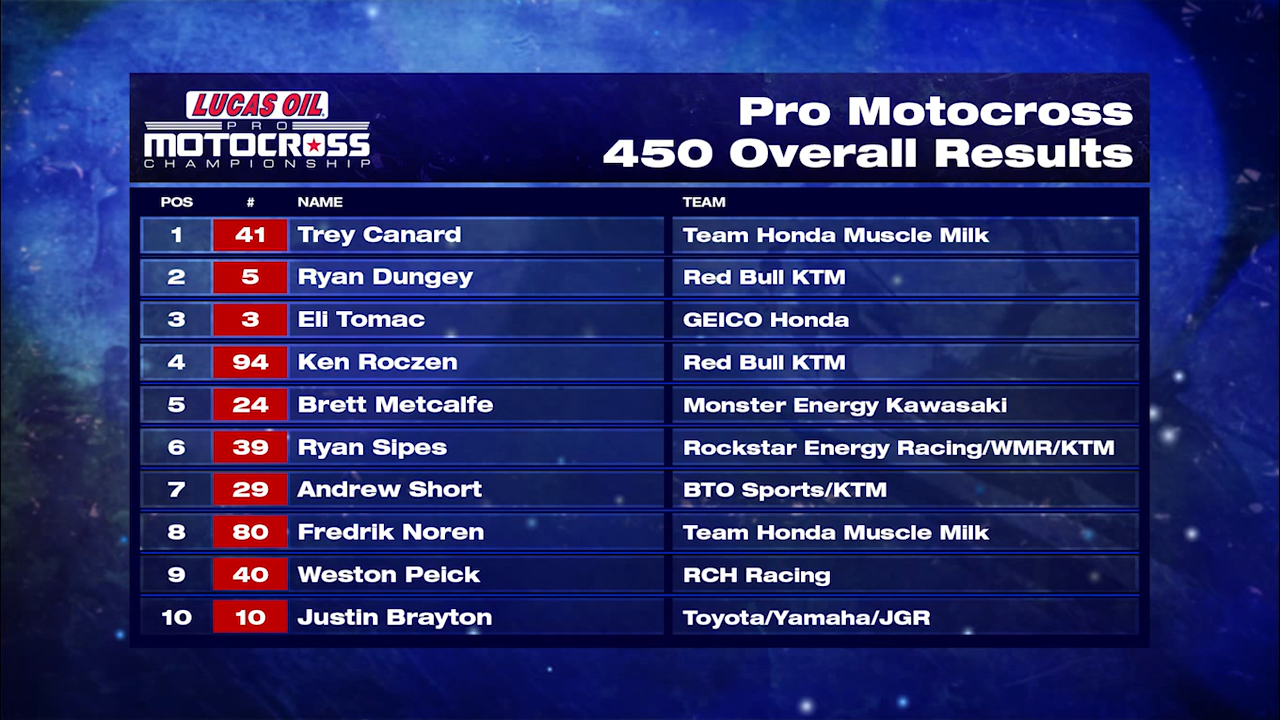 LUCAS OIL
PRO
MOTOCROSS
CHAMPIONSHIP
Pro Motocross
450 Overall Results
POS # NAME TEAM
1 41 Trey Canard Team Honda Muscle Milk
2 5 Ryan Dungey Red Bull KTM
3 3 Eli Tomac GEICO Honda
4 94 Ken Roczen Red Bull KTM
5 24 Brett Metcalfe Monster Energy Kawasaki
6 39 Ryan Sipes Rockstar Energy Racing/WMR/KTM
7 29 Andrew Short BTO Sports/KTM
8 80 Fredrik Noren Team Honda Muscle Milk
9 40 Weston Peick RCH Racing
10 10 Justin Brayton Toyota/Yamaha/JGR